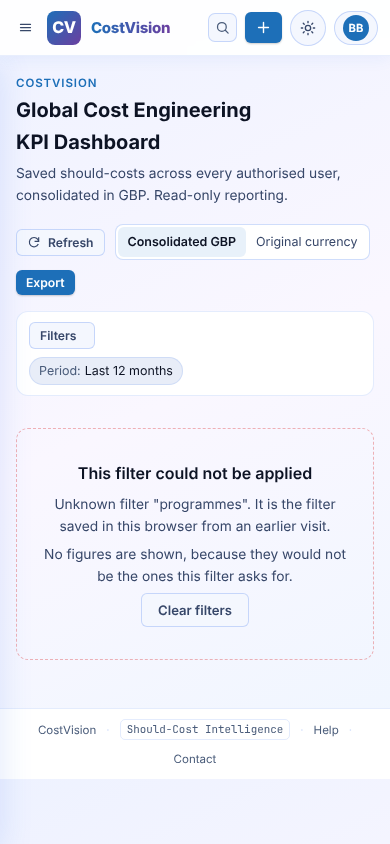 CV CostVision BB
COSTVISION
Global Cost Engineering
KPI Dashboard
Saved should-costs across every authorised user,
consolidated in GBP. Read-only reporting.
Refresh Consolidated GBP Original currency
Export
Filters
Period: Last 12 months
This filter could not be applied
Unknown filter "programmes". It is the filter
saved in this browser from an earlier visit.
No figures are shown, because they would not
be the ones this filter asks for.
Clear filters
CostVision · Should-Cost Intelligence · Help ·
Contact